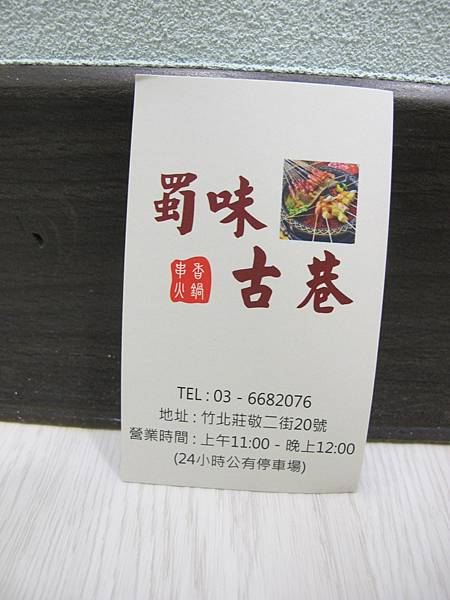 蜀味
古巷
串串香
火鍋
TEL : 03 - 6682076
地址 : 竹北莊敬二街20號
營業時間 : 上午11:00 - 晚上12:00
(24小時公有停車場)